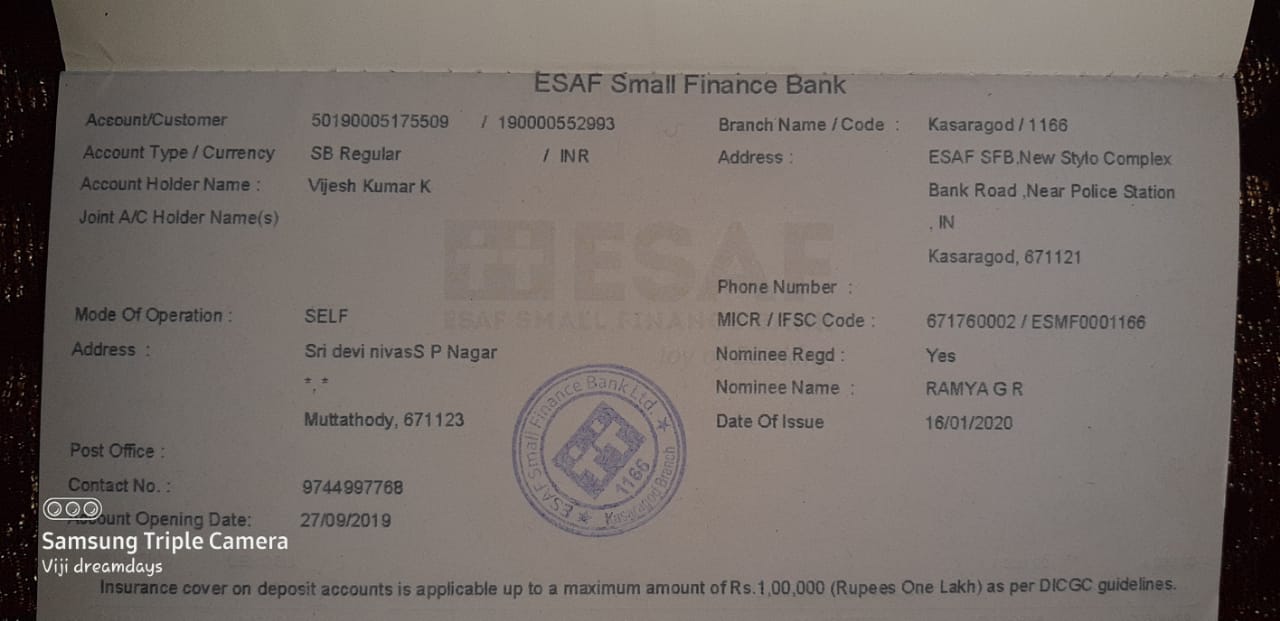 ESAF Small Finance Bank
Account/Customer 50190005175509 / 190000552993 Branch Name / Code : Kasaragod / 1166
Account Type / Currency SB Regular / INR Address : ESAF SFB,New Stylo Complex
Account Holder Name : Vijesh Kumar K Bank Road ,Near Police Station
Joint A/C Holder Name(s) , IN
Kasaragod, 671121
ESAF
ESAF SMALL FINANCE
Phone Number :
Mode Of Operation : SELF MICR / IFSC Code : 671760002 / ESMF0001166
Address : Sri devi nivasS P Nagar Nominee Regd : Yes
*,* Nominee Name : RAMYA G R
Muttathody, 671123 Date Of Issue 16/01/2020
Post Office :
Contact No. : 9744997768
Account Opening Date: 27/09/2019
ESAF Small Finance Bank Ltd. ★ Kasaragod Branch ★
1166
Samsung Triple Camera
Viji dreamdays
Insurance cover on deposit accounts is applicable up to a maximum amount of Rs.1,00,000 (Rupees One Lakh) as per DICGC guidelines.